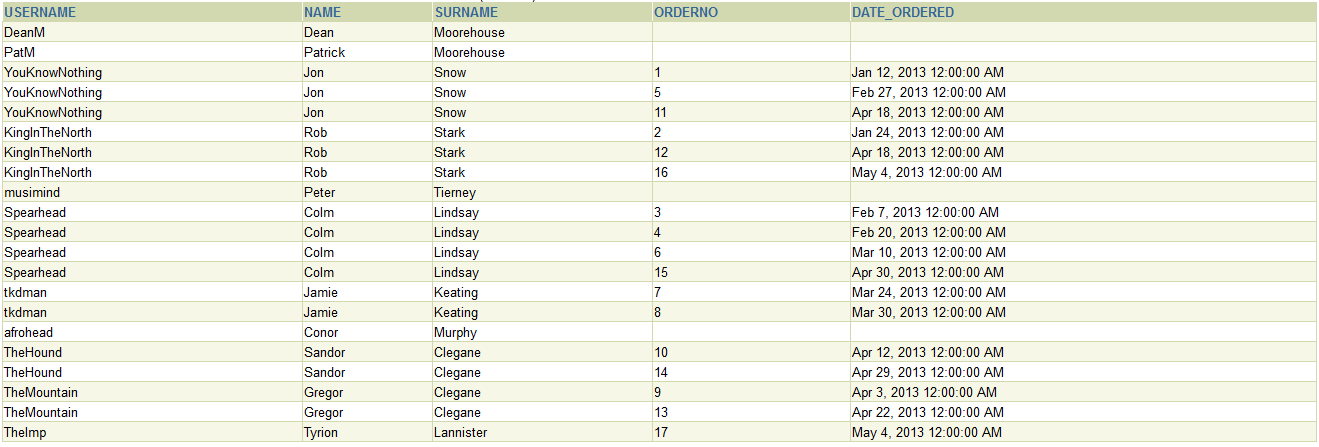 USERNAME NAME SURNAME ORDERNO DATE_ORDERED
DeanM Dean Moorehouse
PatM Patrick Moorehouse
YouKnowNothing Jon Snow 1 Jan 12, 2013 12:00:00 AM
YouKnowNothing Jon Snow 5 Feb 27, 2013 12:00:00 AM
YouKnowNothing Jon Snow 11 Apr 18, 2013 12:00:00 AM
KingInTheNorth Rob Stark 2 Jan 24, 2013 12:00:00 AM
KingInTheNorth Rob Stark 12 Apr 18, 2013 12:00:00 AM
KingInTheNorth Rob Stark 16 May 4, 2013 12:00:00 AM
musimind Peter Tierney
Spearhead Colm Lindsay 3 Feb 7, 2013 12:00:00 AM
Spearhead Colm Lindsay 4 Feb 20, 2013 12:00:00 AM
Spearhead Colm Lindsay 6 Mar 10, 2013 12:00:00 AM
Spearhead Colm Lindsay 15 Apr 30, 2013 12:00:00 AM
tkdman Jamie Keating 7 Mar 24, 2013 12:00:00 AM
tkdman Jamie Keating 8 Mar 30, 2013 12:00:00 AM
afrohead Conor Murphy
TheHound Sandor Clegane 10 Apr 12, 2013 12:00:00 AM
TheHound Sandor Clegane 14 Apr 29, 2013 12:00:00 AM
TheMountain Gregor Clegane 9 Apr 3, 2013 12:00:00 AM
TheMountain Gregor Clegane 13 Apr 22, 2013 12:00:00 AM
TheImp Tyrion Lannister 17 May 4, 2013 12:00:00 AM